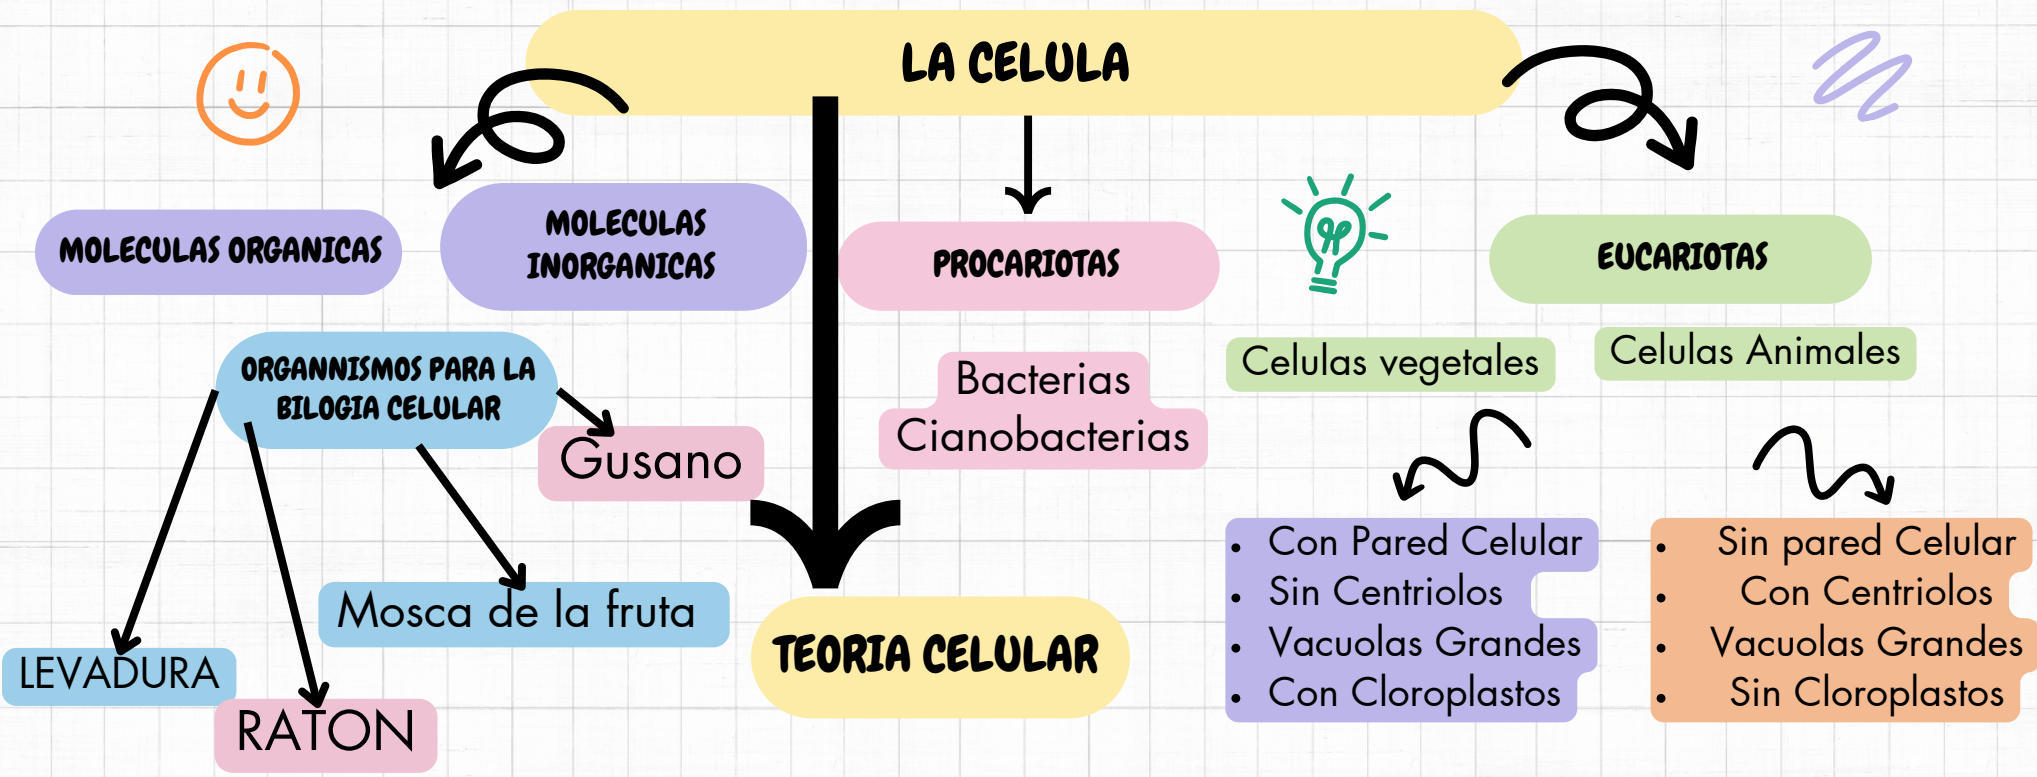 LA CELULA
MOLECULAS ORGANICAS
MOLECULAS
INORGANICAS
PROCARIOTAS
EUCARIOTAS
ORGANNISMOS PARA LA
BILOGIA CELULAR
Gusano
Mosca de la fruta
LEVADURA
RATON
Bacterias
Cianobacterias
TEORIA CELULAR
Celulas vegetales
Celulas Animales
• Con Pared Celular
• Sin Centriolos
• Vacuolas Grandes
• Con Cloroplastos
• Sin pared Celular
• Con Centriolos
• Vacuolas Grandes
• Sin Cloroplastos